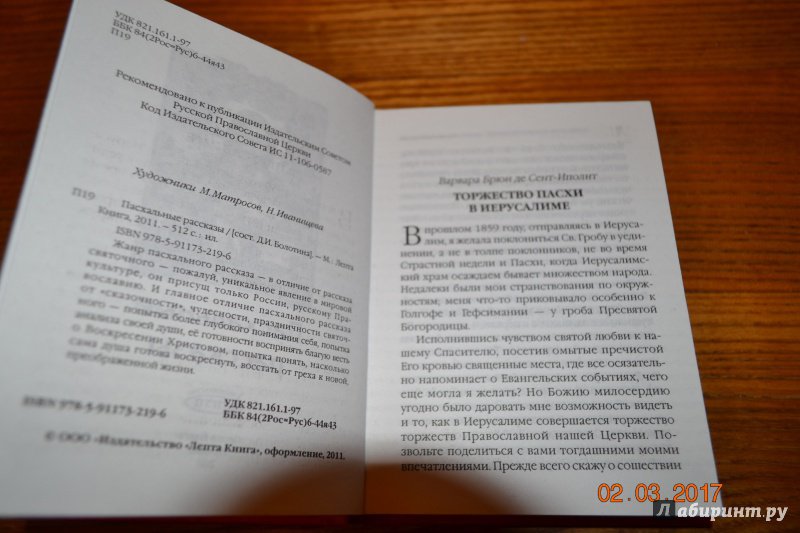 УДК 821.161.1-97
ББК 84(2Рос=Рус)6-44я43
П19
Рекомендовано к публикации Издательским Советом
Русской Православной Церкви
Код Издательского Совета ИС 11-106-0587
Художники М.Матросов, Н.Иванищева
Пасхальные рассказы / [сост. Д.И. Болотина]. — М.: Лепта
П19 Книга, 2011. — 512 с.: ил.
ISBN 978-5-91173-219-6
Жанр пасхального рассказа — в отличие от рассказа
святочного — пожалуй, уникальное явление в мировой
культуре, он присущ только России, русскому Пра-
вославию. И главное отличие пасхального рассказа
от «сказочности», чудесности, праздничности святоч-
ного — попытка более глубокого понимания себя, попытка
анализа своей души, её готовности воспринять благую весть
о Воскресении Христовом, попытка понять, насколько
сама душа готова воскреснуть, восстать от греха к новой,
преображенной жизни.
УДК 821.161.1-97
ББК 84(2Рос=Рус)6-44я43
ISBN 978-5-91173-219-6
© ООО «Издательство «Лепта Книга», оформление, 2011.
Варвара Брюн де Сент-Иполит
ТОРЖЕСТВО ПАСХИ
В ИЕРУСАЛИМЕ
В прошлом 1859 году, отправляясь в Иеруса-
лим, я желала поклониться Св. Гробу в уеди-
нении, а не в толпе поклонников, не во время
Страстной недели и Пасхи, когда Иерусалимс-
кий храм осаждаем бывает множеством народа.
Недалеки были мои странствования по окрус-
тностям; меня что-то приковывало особенно к
Голгофе и Гефсимании — у гроба Пресвятой
Богородицы.
Исполнившись чувством святой любви к на-
шему Спасителю, посетив омытые пречистой
Его кровью священные места, где все осязатель-
но напоминает о Евангельских событиях, чего
еще могла я желать? Но Божию милосердию
угодно было даровать мне возможность видеть
и то, как в Иерусалиме совершается торжество
торжеств Православной нашей Церкви. Поз-
вольте поделиться с вами тогдашними моими
впечатлениями. Прежде всего скажу о сошествии
02.03.2017
Лабиринт.ру